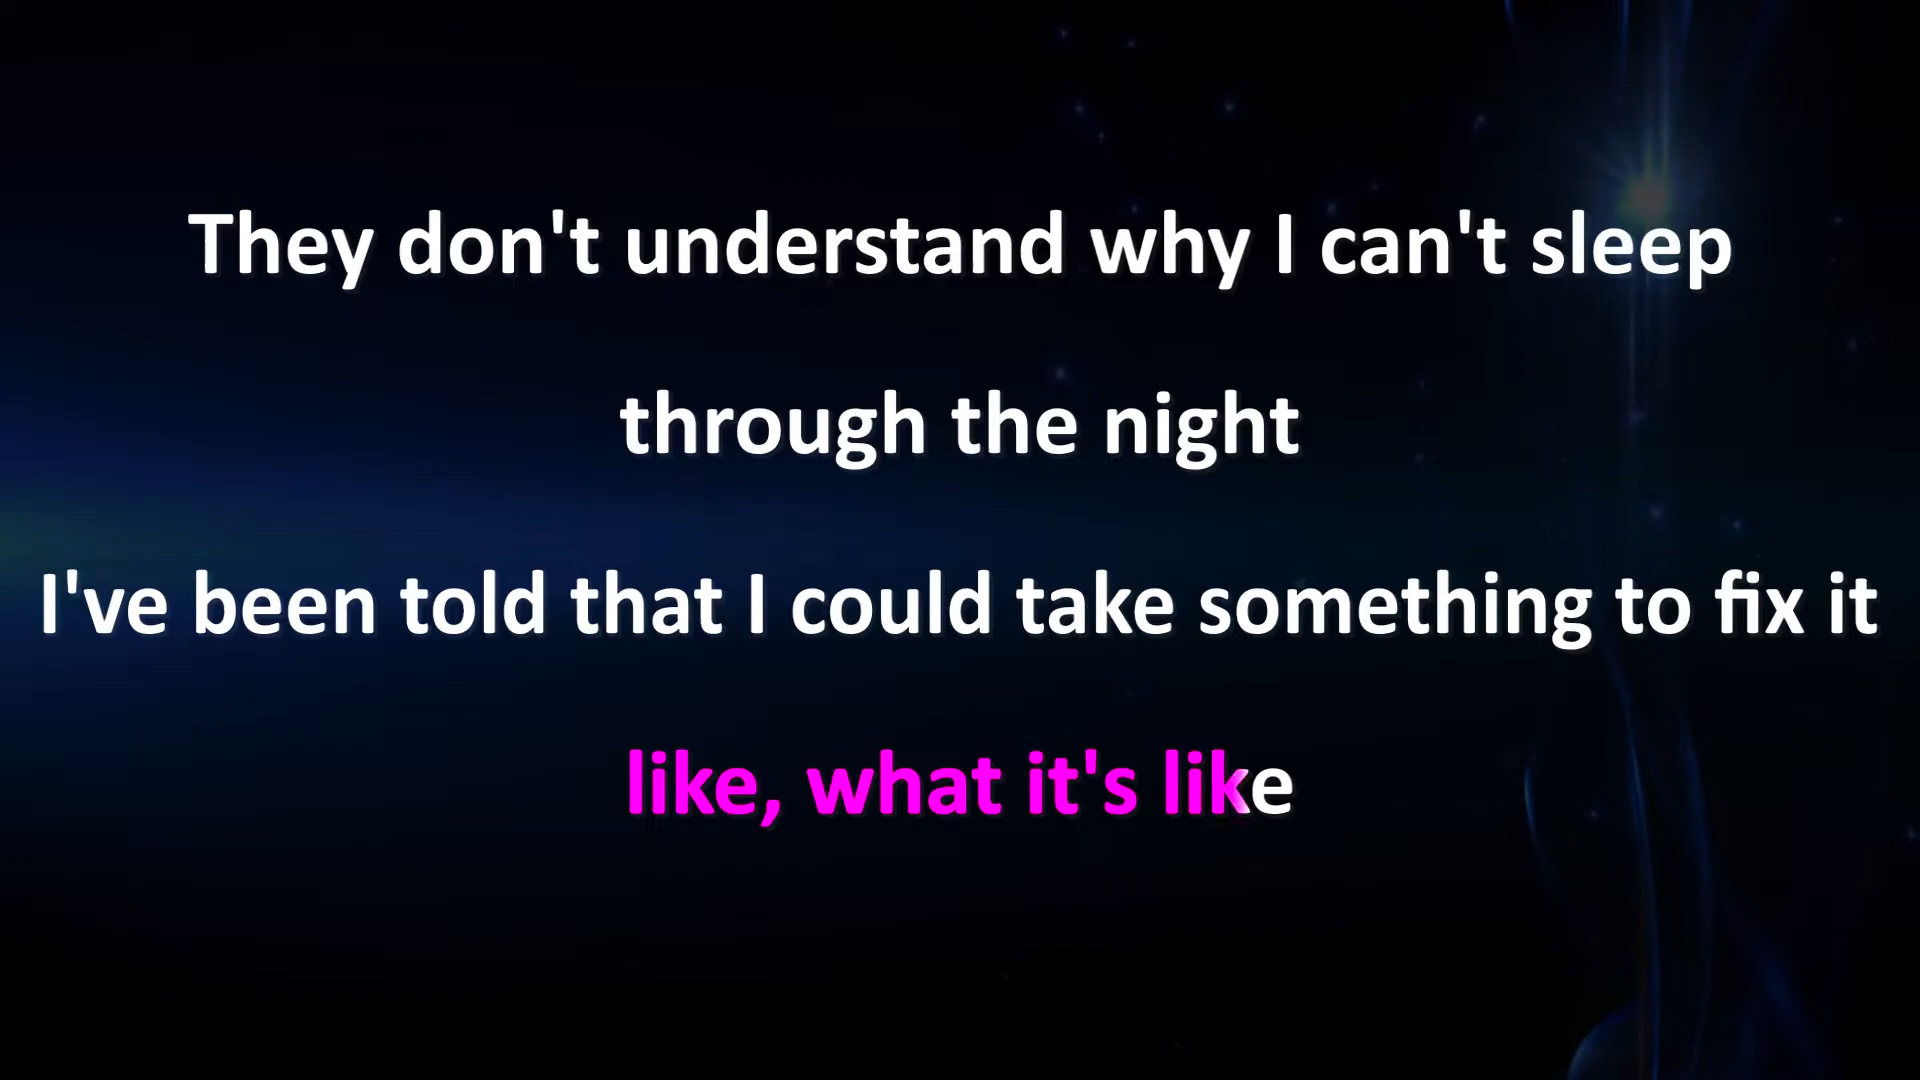 They don't understand why I can't sleep
through the night
I've been told that I could take something to fix it
like, what it's like